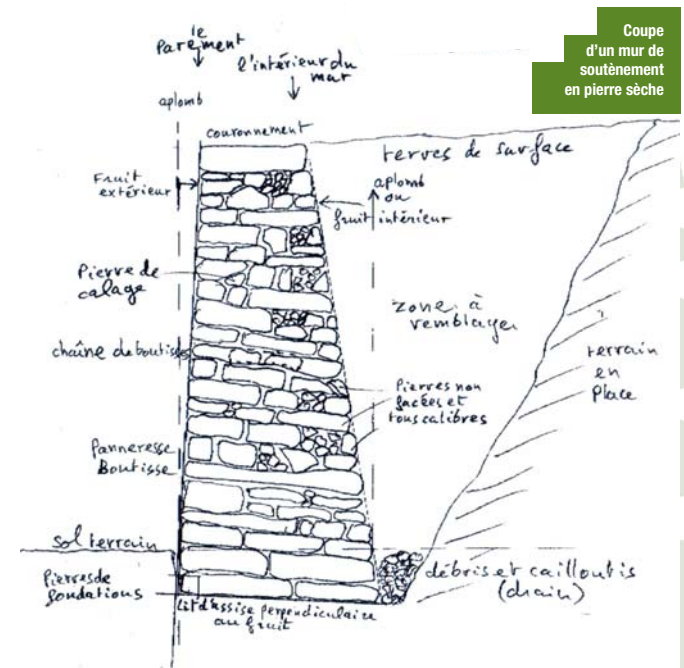 Coupe
d'un mur de
soutènement
en pierre sèche
le
Parement
l'intérieur du
mur
aplomb
couronnement
terres de surface
Fruit
extérieur
aplomb
ou
fruit intérieur
Pierre de
calage
zone à
remblayer
chaîne de boutisses
terrain
en
place
Pierres non
gacées et
tous calibres
Panneresse
Boutisse
sol terrain
Pierres de
fondations
débris et cailloutis
(drain)
Lit d'assise perpendiculaire
au fruit